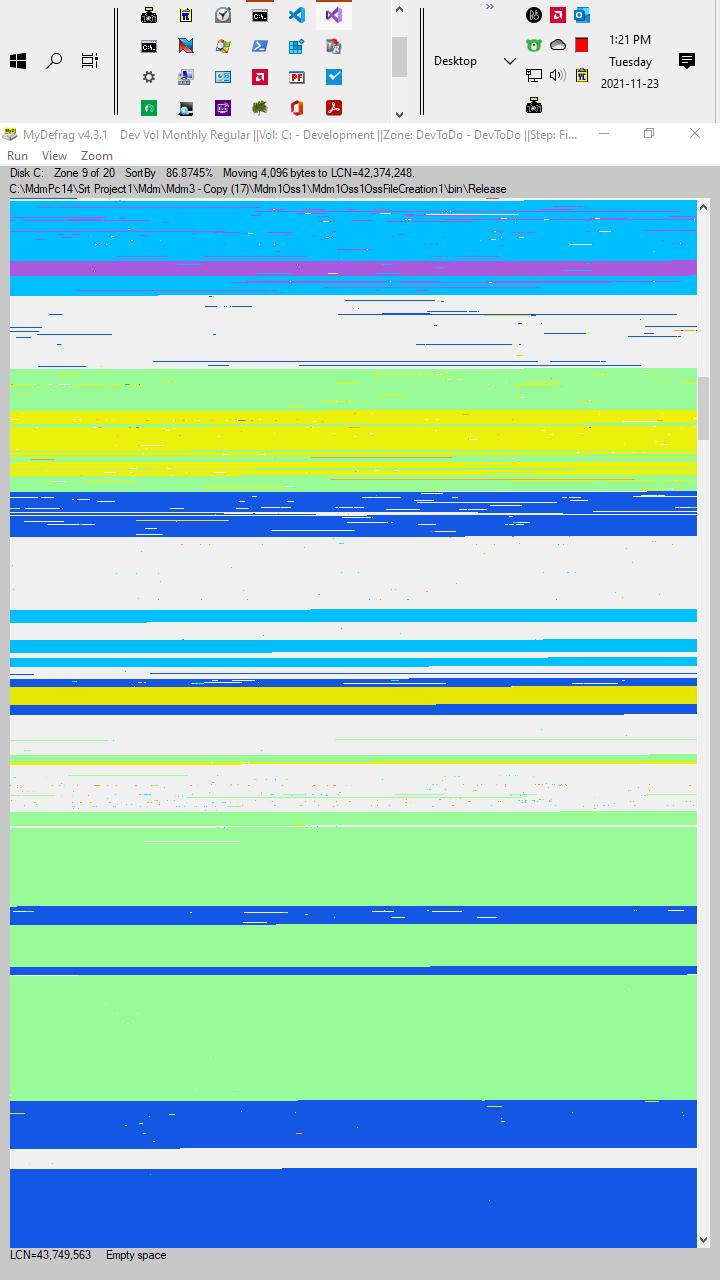 »
1:21 PM
Desktop
Tuesday
2021-11-23
MyDefrag v4.3.1 Dev Vol Monthly Regular ||Vol: C: - Development ||Zone: DevToDo - DevToDo ||Step: Fi...
Run View Zoom
Disk C: Zone 9 of 20 SortBy 86.8745% Moving 4,096 bytes to LCN=42,374,248.
C:\MdmPc14\Srt Project1\Mdm\Mdm3 - Copy (17)\Mdm1Oss1\Mdm1Oss1OssFileCreation1\bin\Release
LCN=43,749,563 Empty space